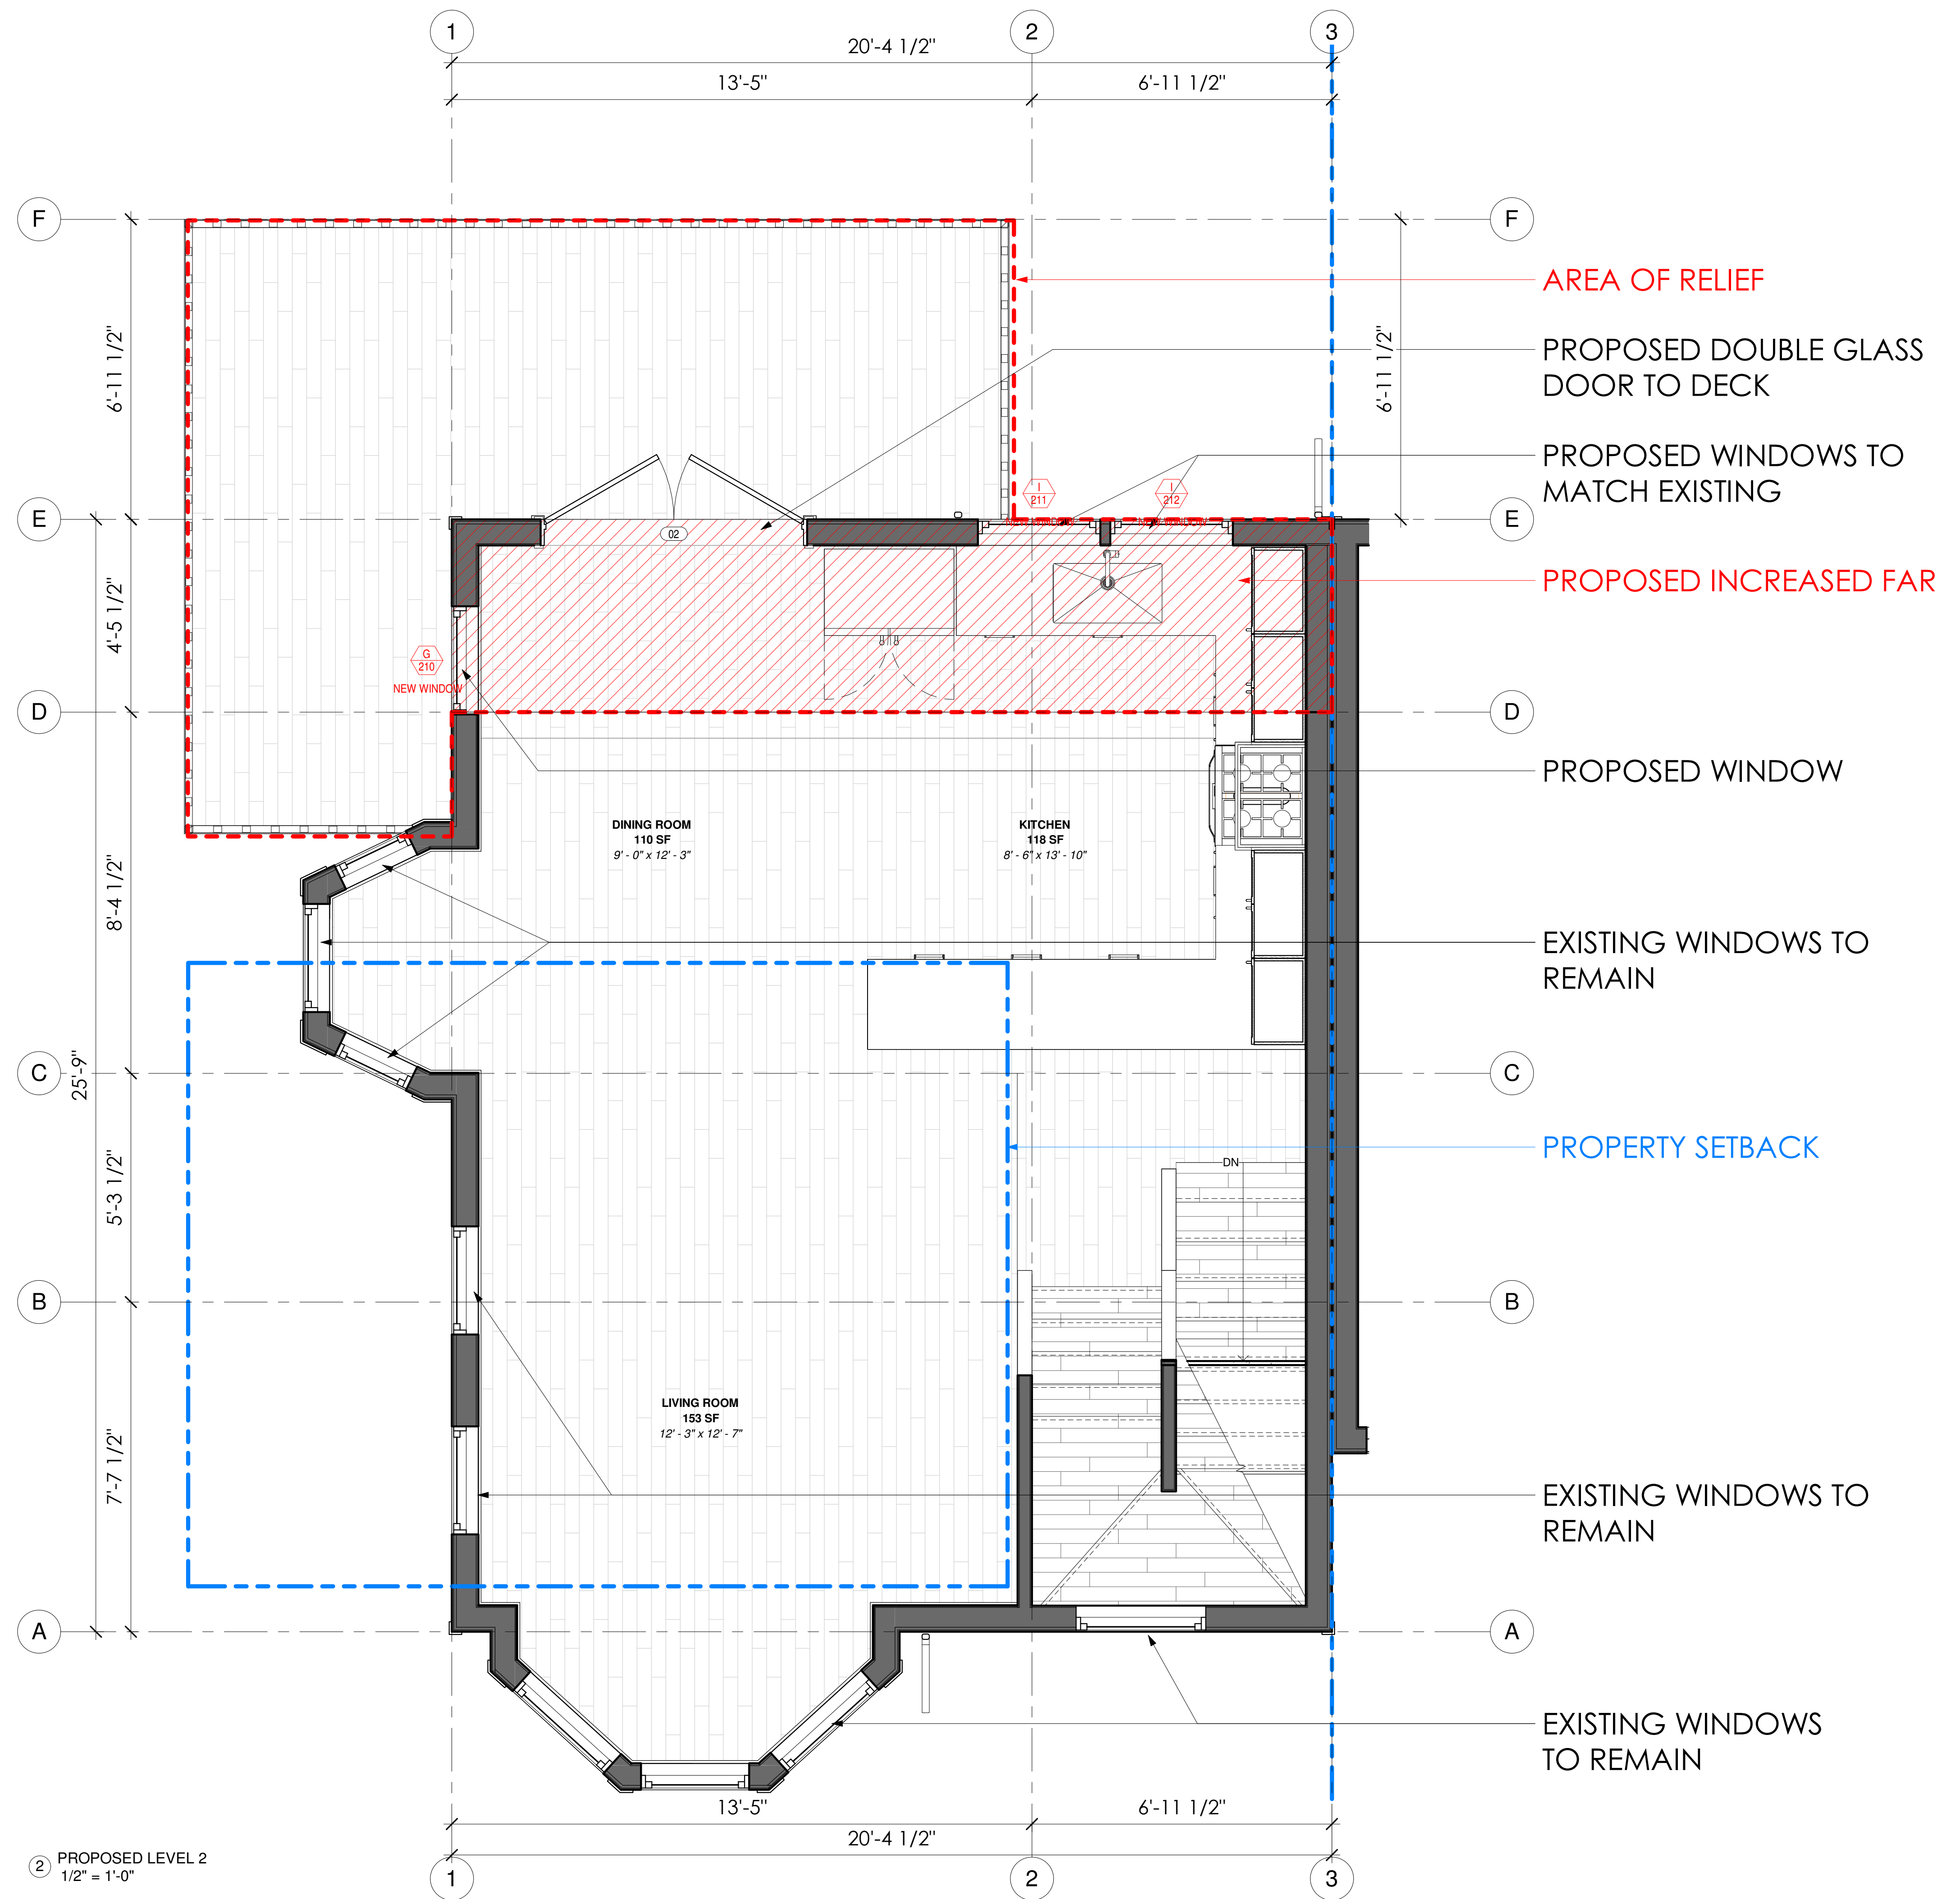 1
2
3
20'-4 1/2"
13'-5"
6'-11 1/2"
F
F
AREA OF RELIEF
6'-11 1/2"
6'-11 1/2"
PROPOSED DOUBLE GLASS
DOOR TO DECK
PROPOSED WINDOWS TO
MATCH EXISTING
I
211
I
212
E
E
02
4'-5 1/2"
PROPOSED INCREASED FAR
G
210
NEW WINDOW
D
D
PROPOSED WINDOW
DINING ROOM
110 SF
9' - 0" x 12' - 3"
KITCHEN
118 SF
8' - 6" x 13' - 10"
8'-4 1/2"
EXISTING WINDOWS TO
REMAIN
C
C
25'-9"
PROPERTY SETBACK
DN
5'-3 1/2"
B
B
LIVING ROOM
153 SF
12' - 3" x 12' - 7"
7'-7 1/2"
EXISTING WINDOWS TO
REMAIN
A
A
EXISTING WINDOWS
TO REMAIN
13'-5"
6'-11 1/2"
20'-4 1/2"
1
2
3
2
PROPOSED LEVEL 2
1/2" = 1'-0"